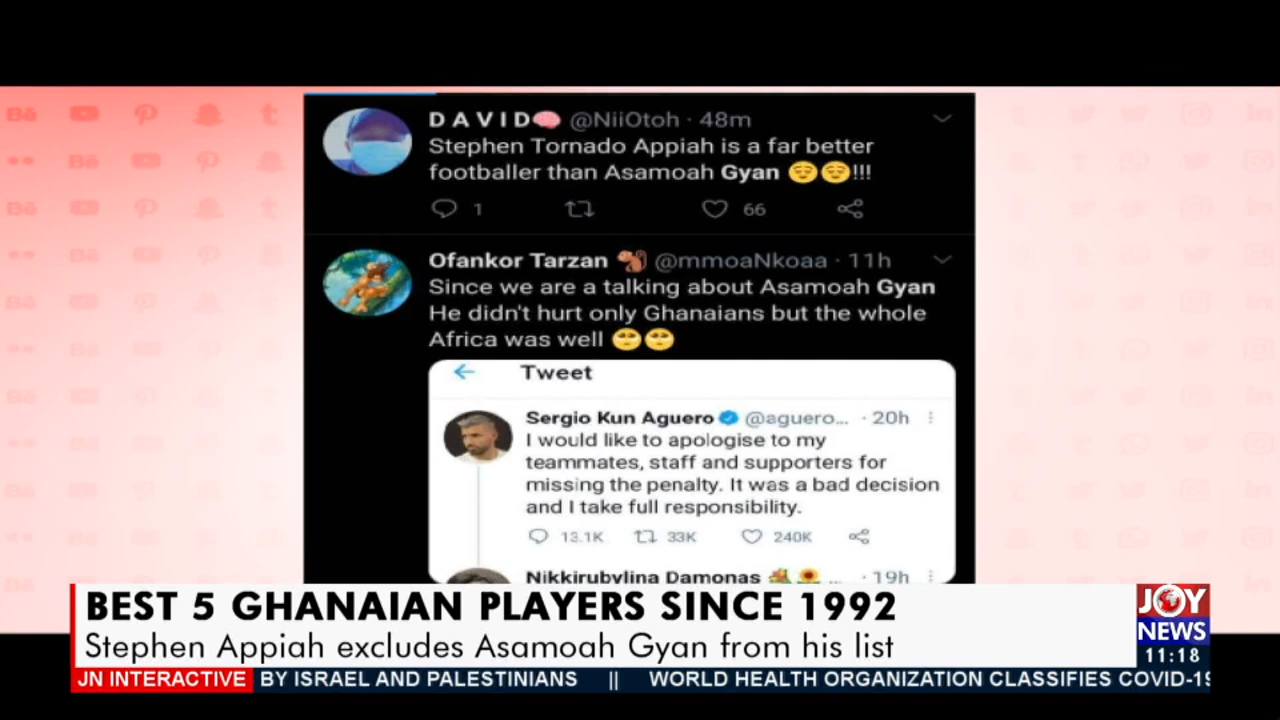 D A V I D🧠 @NiiOtoh · 48m
Stephen Tornado Appiah is a far better
footballer than Asamoah Gyan 😌😌!!!
1
66
Ofankor Tarzan 🐿️ @mmoaNkoaa · 11h
Since we are a talking about Asamoah Gyan
He didn't hurt only Ghanaians but the whole
Africa was well 🥺🥺
Tweet
Sergio Kun Aguero @aguero... · 20h
I would like to apologise to my
teammates, staff and supporters for
missing the penalty. It was a bad decision
and I take full responsibility.
13.1K 33K 240K
Nikkirubylina Damonas 💐🌻 ... · 19h
BEST 5 GHANAIAN PLAYERS SINCE 1992
Stephen Appiah excludes Asamoah Gyan from his list
JOY
NEWS
11:18
JN INTERACTIVE BY ISRAEL AND PALESTINIANS || WORLD HEALTH ORGANIZATION CLASSIFIES COVID-19